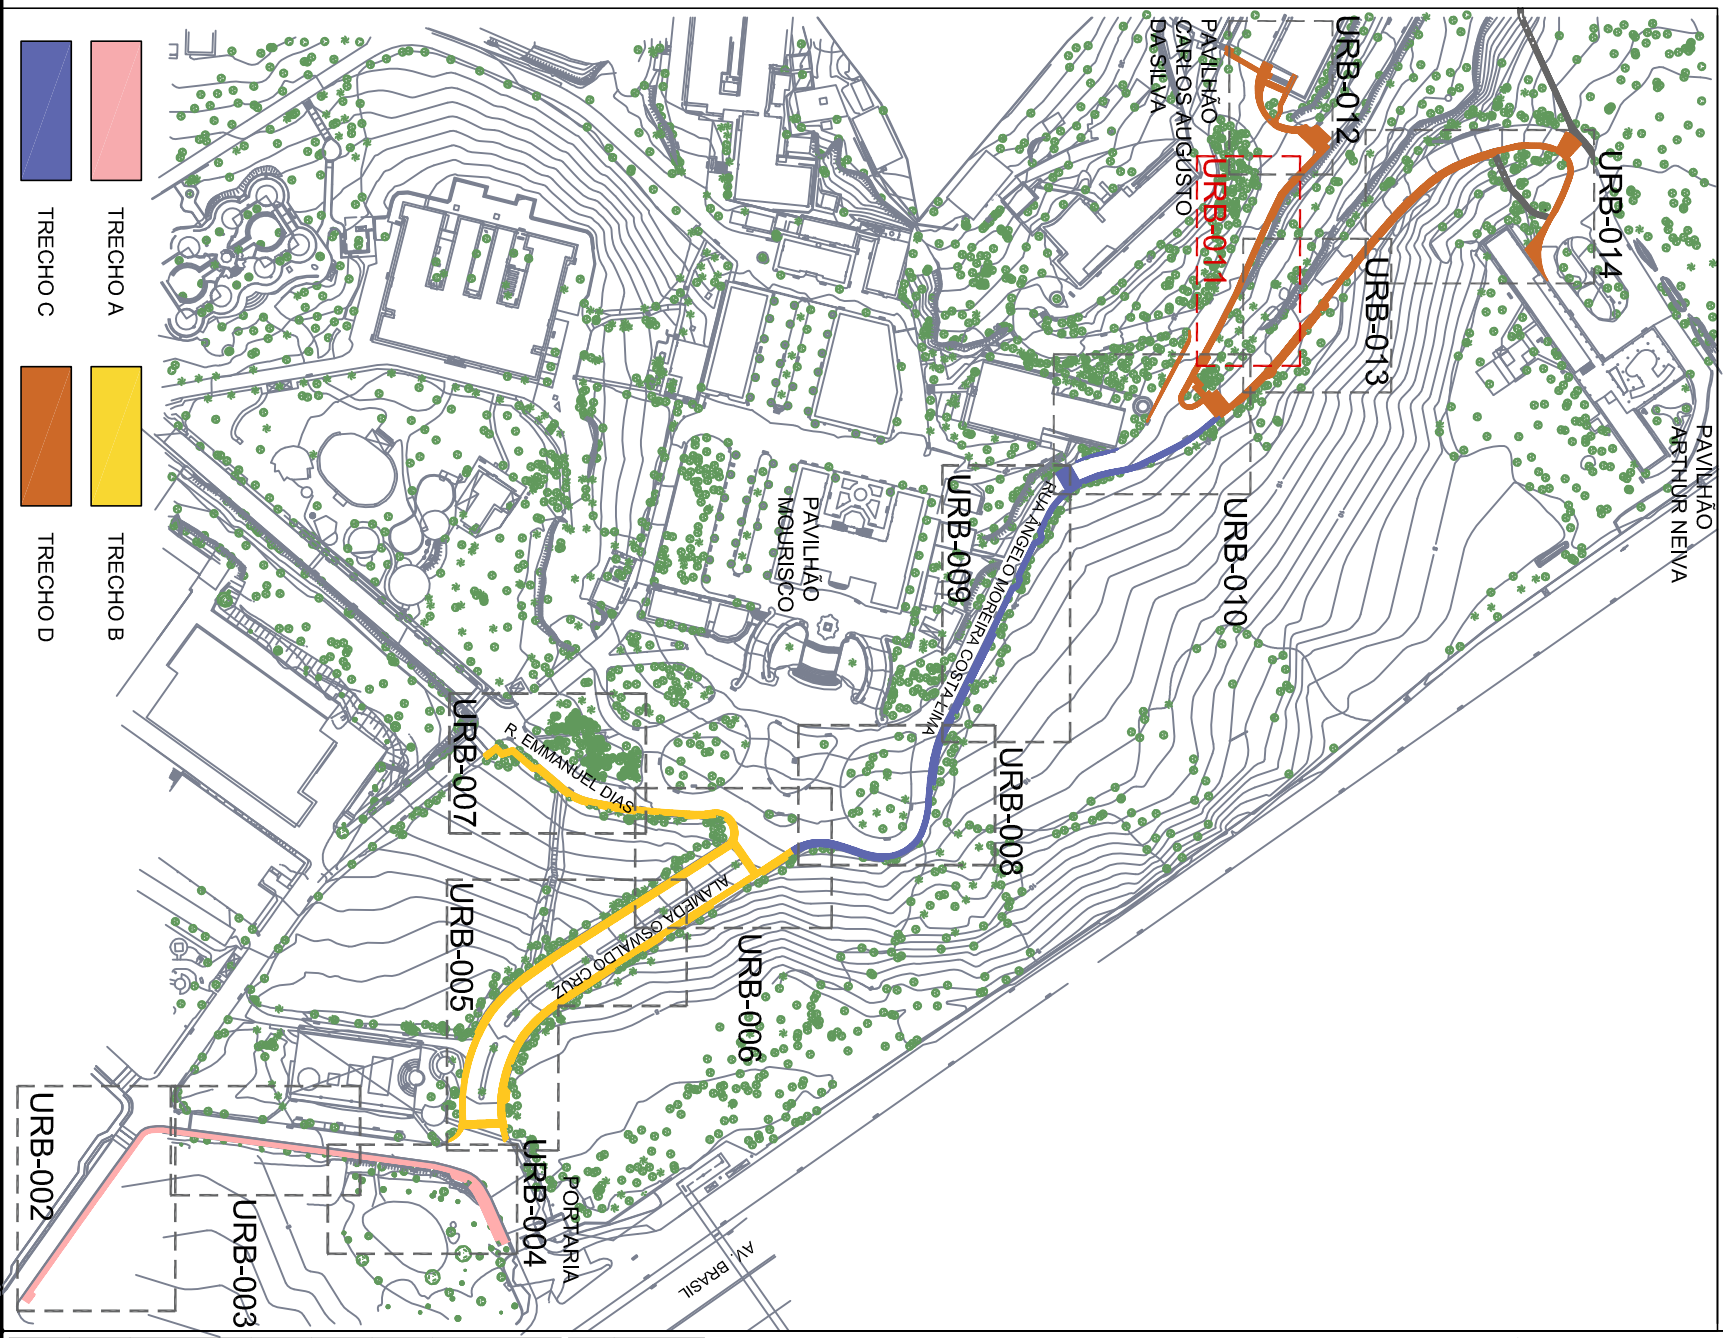 PAVILHÃO
CARLOS AUGUSTO
DA SILVA
URB-012
URB-014
URB-011
URB-013
PAVILHÃO
ARTHUR NEIVA
URB-010
URB-009
RUA ÂNGELO MOREIRA COSTA LIMA
PAVILHÃO
MOURISCO
URB-008
URB-007
R. EMMANUEL DIAS
ALAMEDA OSWALDO CRUZ
URB-005
URB-006
URB-004
PORTARIA
URB-002
URB-003
AV.
BRASIL
TRECHO A
TRECHO B
TRECHO C
TRECHO D